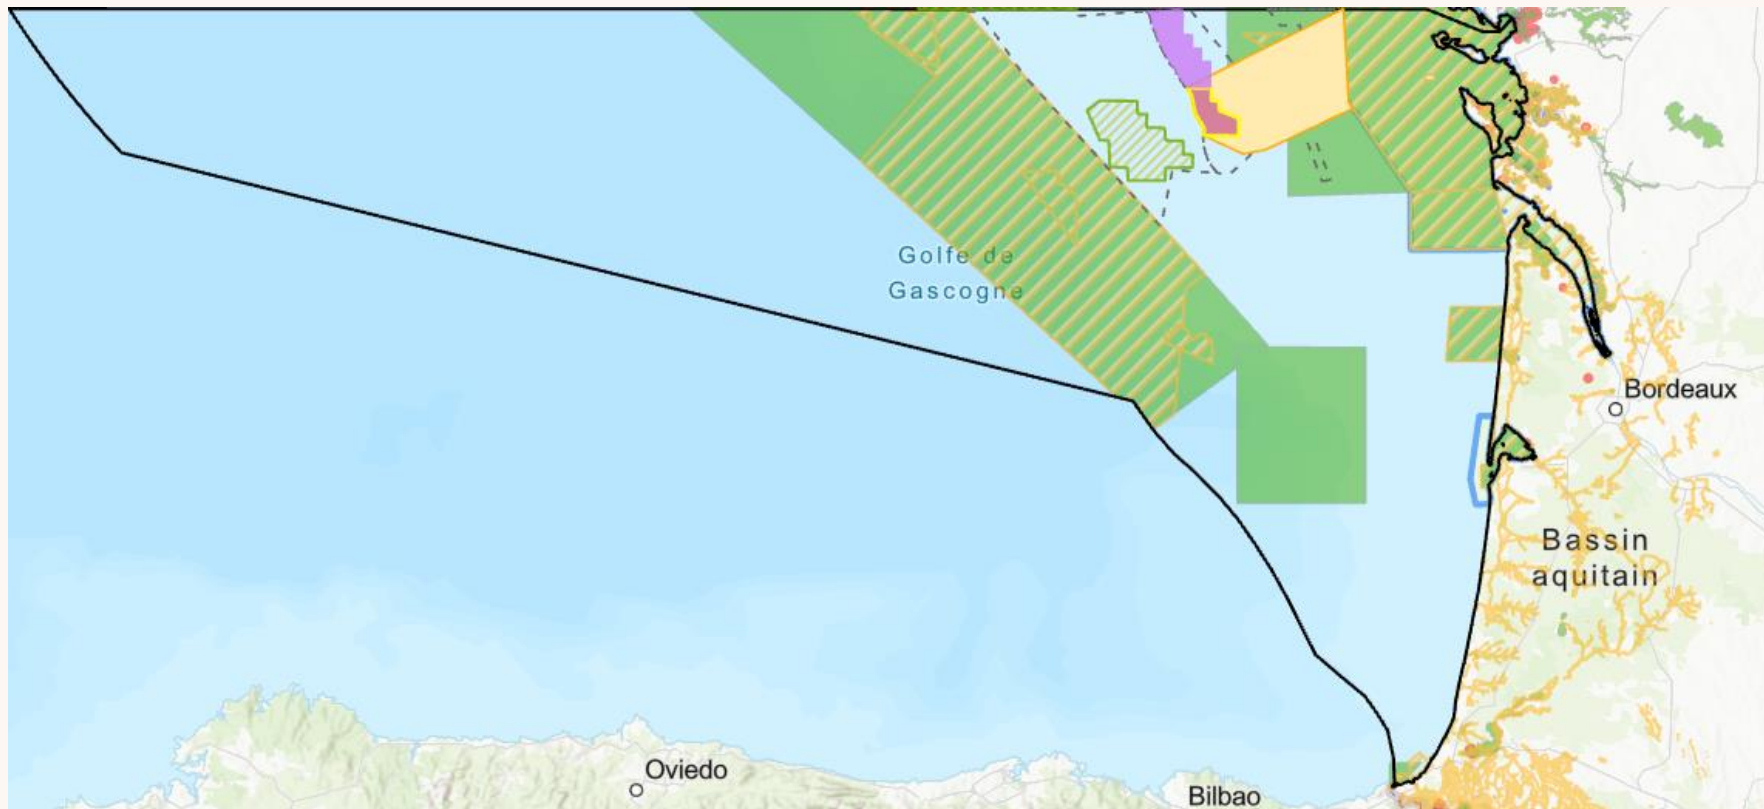 Golfe de
Gascogne
Bordeaux
Bassin
aquitain
Oviedo
Bilbao